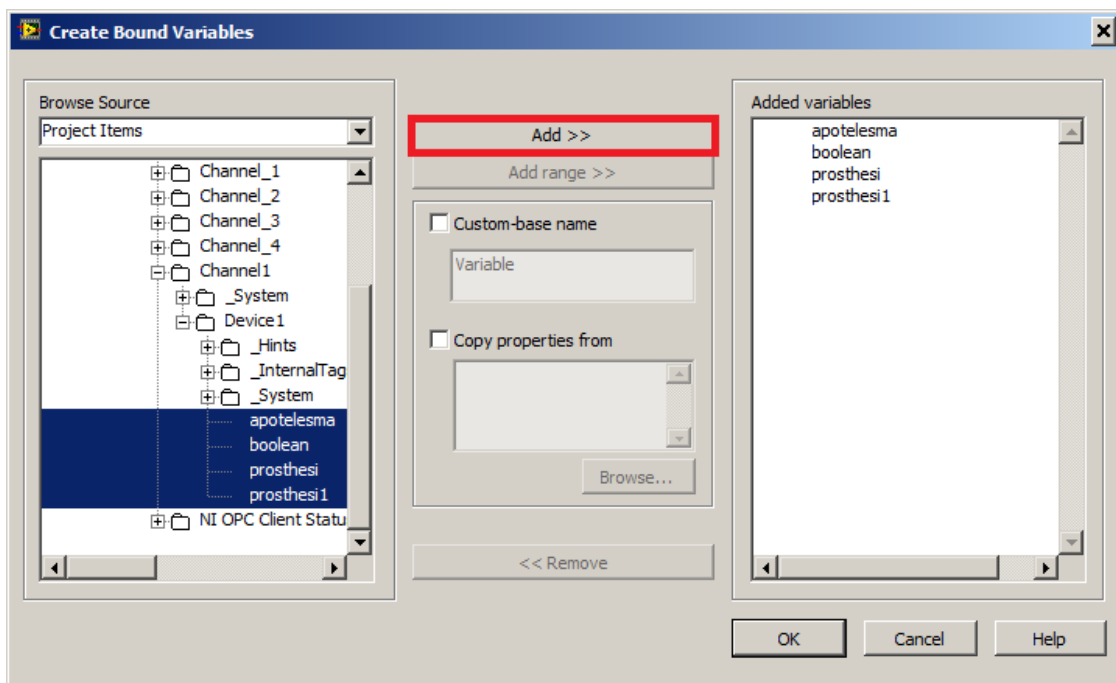 Create Bound Variables
Browse Source
Project Items
Channel_1
Channel_2
Channel_3
Channel_4
Channel1
_System
Device1
_Hints
_InternalTag
_System
apotelesma
boolean
prosthesi
prosthesi1
NI OPC Client Statu
Add >>
Add range >>
Custom-base name
Variable
Copy properties from
Browse...
<< Remove
Added variables
apotelesma
boolean
prosthesi
prosthesi1
OK
Cancel
Help